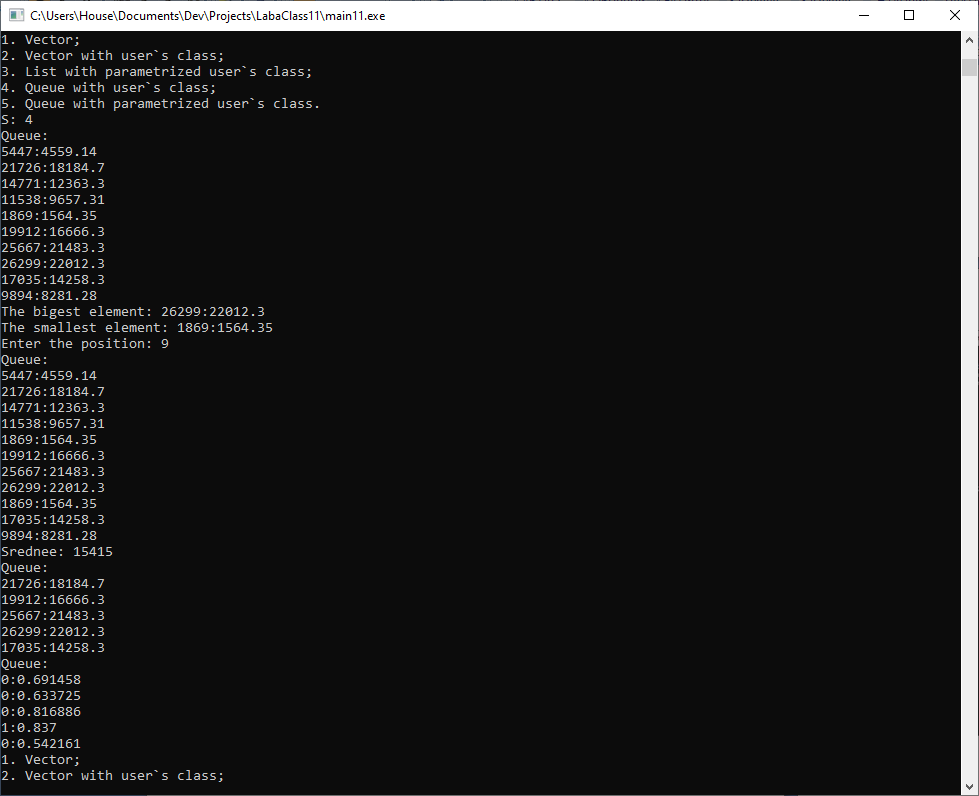 C:\Users\House\Documents\Dev\Projects\LabaClass11\main11.exe
1. Vector;
2. Vector with user`s class;
3. List with parametrized user`s class;
4. Queue with user`s class;
5. Queue with parametrized user`s class.
S: 4
Queue:
5447:4559.14
21726:18184.7
14771:12363.3
11538:9657.31
1869:1564.35
19912:16666.3
25667:21483.3
26299:22012.3
17035:14258.3
9894:8281.28
The bigest element: 26299:22012.3
The smallest element: 1869:1564.35
Enter the position: 9
Queue:
5447:4559.14
21726:18184.7
14771:12363.3
11538:9657.31
1869:1564.35
19912:16666.3
25667:21483.3
26299:22012.3
1869:1564.35
17035:14258.3
9894:8281.28
Srednee: 15415
Queue:
21726:18184.7
19912:16666.3
25667:21483.3
26299:22012.3
17035:14258.3
Queue:
0:0.691458
0:0.633725
0:0.816886
1:0.837
0:0.542161
1. Vector;
2. Vector with user`s class;